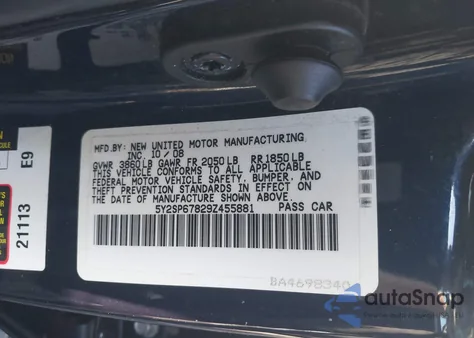 MFD.BY: NEW UNITED MOTOR MANUFACTURING
INC. 10 / 08
GVWR 3860LB GAWR FR 2050LB RR 1850LB
THIS VEHICLE CONFORMS TO ALL APPLICABLE
FEDERAL MOTOR VEHICLE SAFETY, BUMPER, AND
THEFT PREVENTION STANDARDS IN EFFECT ON
THE DATE OF MANUFACTURE SHOWN ABOVE.
5Y2SP67829Z455881 PASS CAR
BA4698340
E9
21113
autaSnap